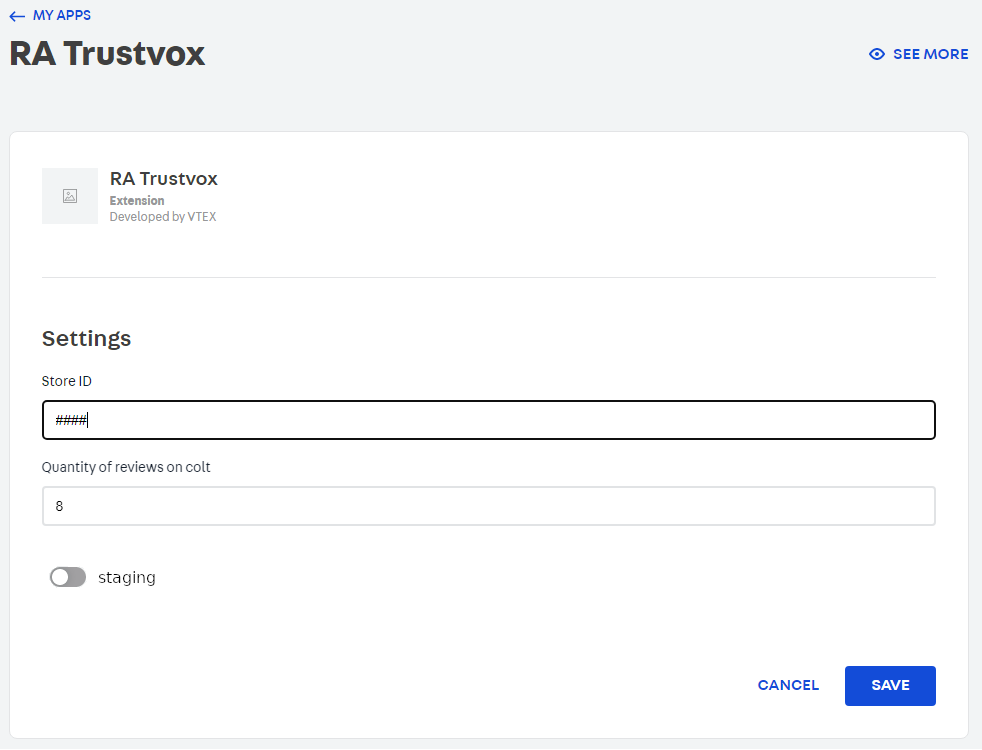 ← MY APPS
RA Trustvox
SEE MORE
RA Trustvox
Extension
Developed by VTEX
Settings
Store ID
####
Quantity of reviews on colt
8
staging
CANCEL
SAVE